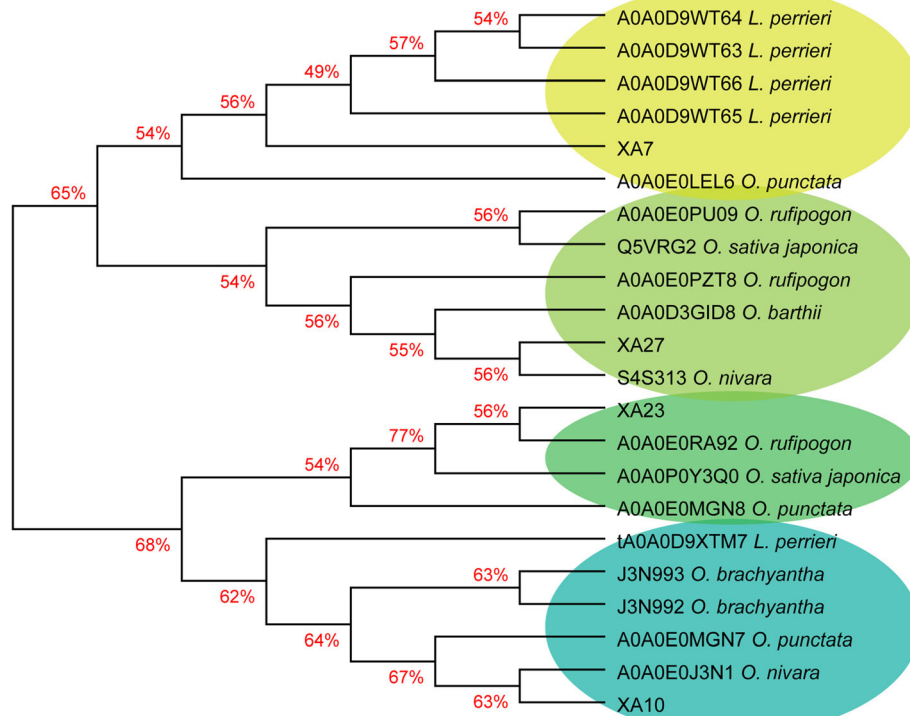 54%
A0A0D9WT64 L. perrieri
57%
A0A0D9WT63 L. perrieri
49%
A0A0D9WT66 L. perrieri
56%
A0A0D9WT65 L. perrieri
54%
XA7
65%
A0A0E0LEL6 O. punctata
56%
A0A0E0PU09 O. rufipogon
Q5VRG2 O. sativa japonica
54%
A0A0E0PZT8 O. rufipogon
56%
A0A0D3GID8 O. barthii
55%
XA27
56%
S4S313 O. nivara
56%
XA23
77%
A0A0E0RA92 O. rufipogon
54%
A0A0P0Y3Q0 O. sativa japonica
A0A0E0MGN8 O. punctata
68%
tA0A0D9XTM7 L. perrieri
63%
J3N993 O. brachyantha
62%
J3N992 O. brachyantha
64%
A0A0E0MGN7 O. punctata
67%
A0A0E0J3N1 O. nivara
63%
XA10